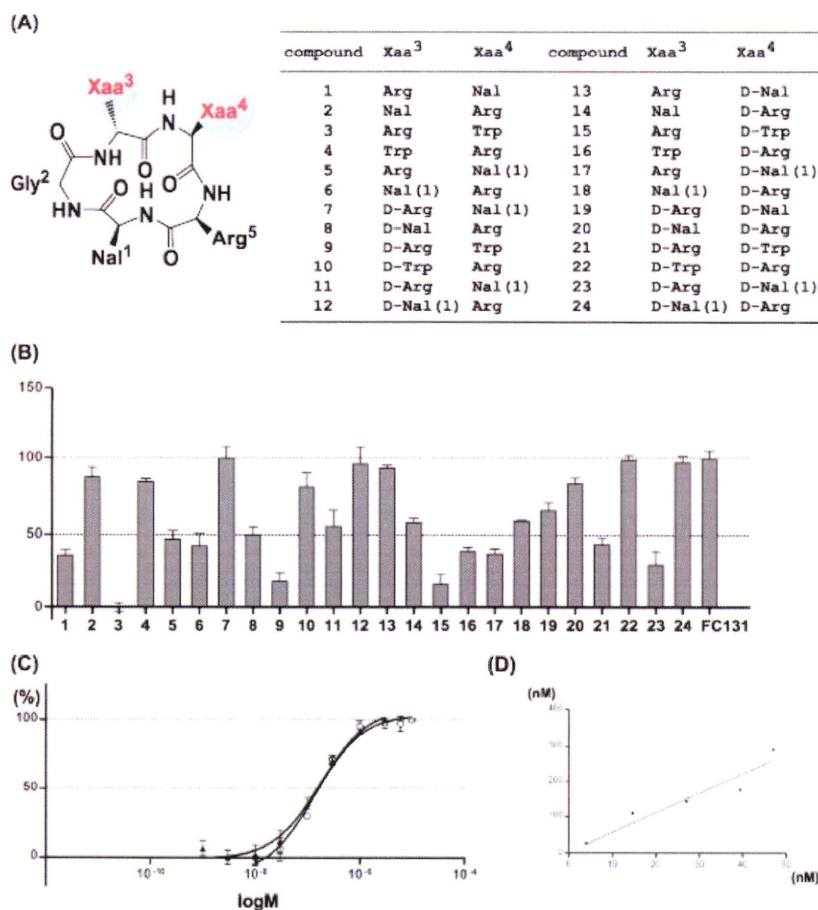 (A)
Xaa3
Xaa4
H
N
O
N
H
O
O
H
N
O
NH
Gly2
N
H
O
Arg5
Nal1
compound Xaa3 Xaa4 compound Xaa3 Xaa4
1 Arg Nal 13 Arg D-Nal
2 Nal Arg 14 Nal D-Arg
3 Arg Trp 15 Arg D-Trp
4 Trp Arg 16 Trp D-Arg
5 Arg Nal(1) 17 Arg D-Nal(1)
6 Nal(1) Arg 18 Nal(1) D-Arg
7 D-Arg Nal(1) 19 D-Arg D-Nal
8 D-Nal Arg 20 D-Nal D-Arg
9 D-Arg Trp 21 D-Arg D-Trp
10 D-Trp Arg 22 D-Trp D-Arg
11 D-Arg Nal(1) 23 D-Arg D-Nal(1)
12 D-Nal(1) Arg 24 D-Nal(1) D-Arg
(B)
150
100
50
0
1 2 3 4 5 6 7 8 9 10 11 12 13 14 15 16 17 18 19 20 21 22 23 24 FC131
(C)
(%)
100
50
0
10-10 10-8 10-6 10-4
logM
(D)
(nM)
400
300
200
100
0
0 10 20 30 40 50
(nM)